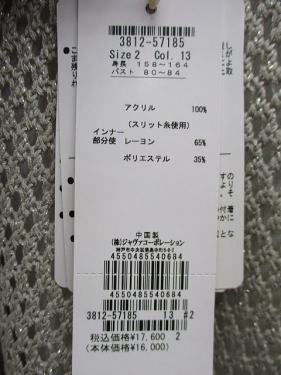 3812-57185
Size 2 Col. 13
身長 158～164
バスト 80～84
アクリル 100%
(スリット糸使用)
インナー
部分使 レーヨン 65%
ポリエステル 35%
中国製
(株)ジャヴァコーポレーション
4550485540684
4550485540684
3812-57185 13 #2
税込価格¥17,600 2
(本体価格¥16,000)